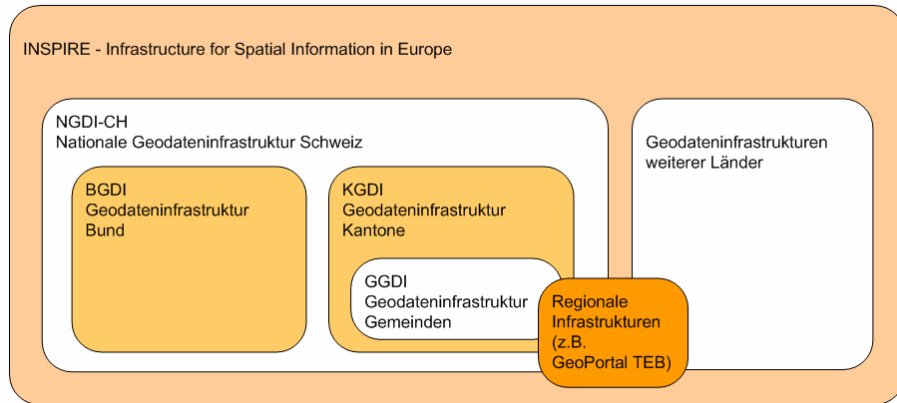 INSPIRE - Infrastructure for Spatial Information in Europe
NGDI-CH
Nationale Geodateninfrastruktur Schweiz
BGDI
Geodateninfrastruktur
Bund
KGDI
Geodateninfrastruktur
Kantone
GGDI
Geodateninfrastruktur
Gemeinden
Regionale
Infrastrukturen
(z.B.
GeoPortal TEB)
Geodateninfrastrukturen
weiterer Länder